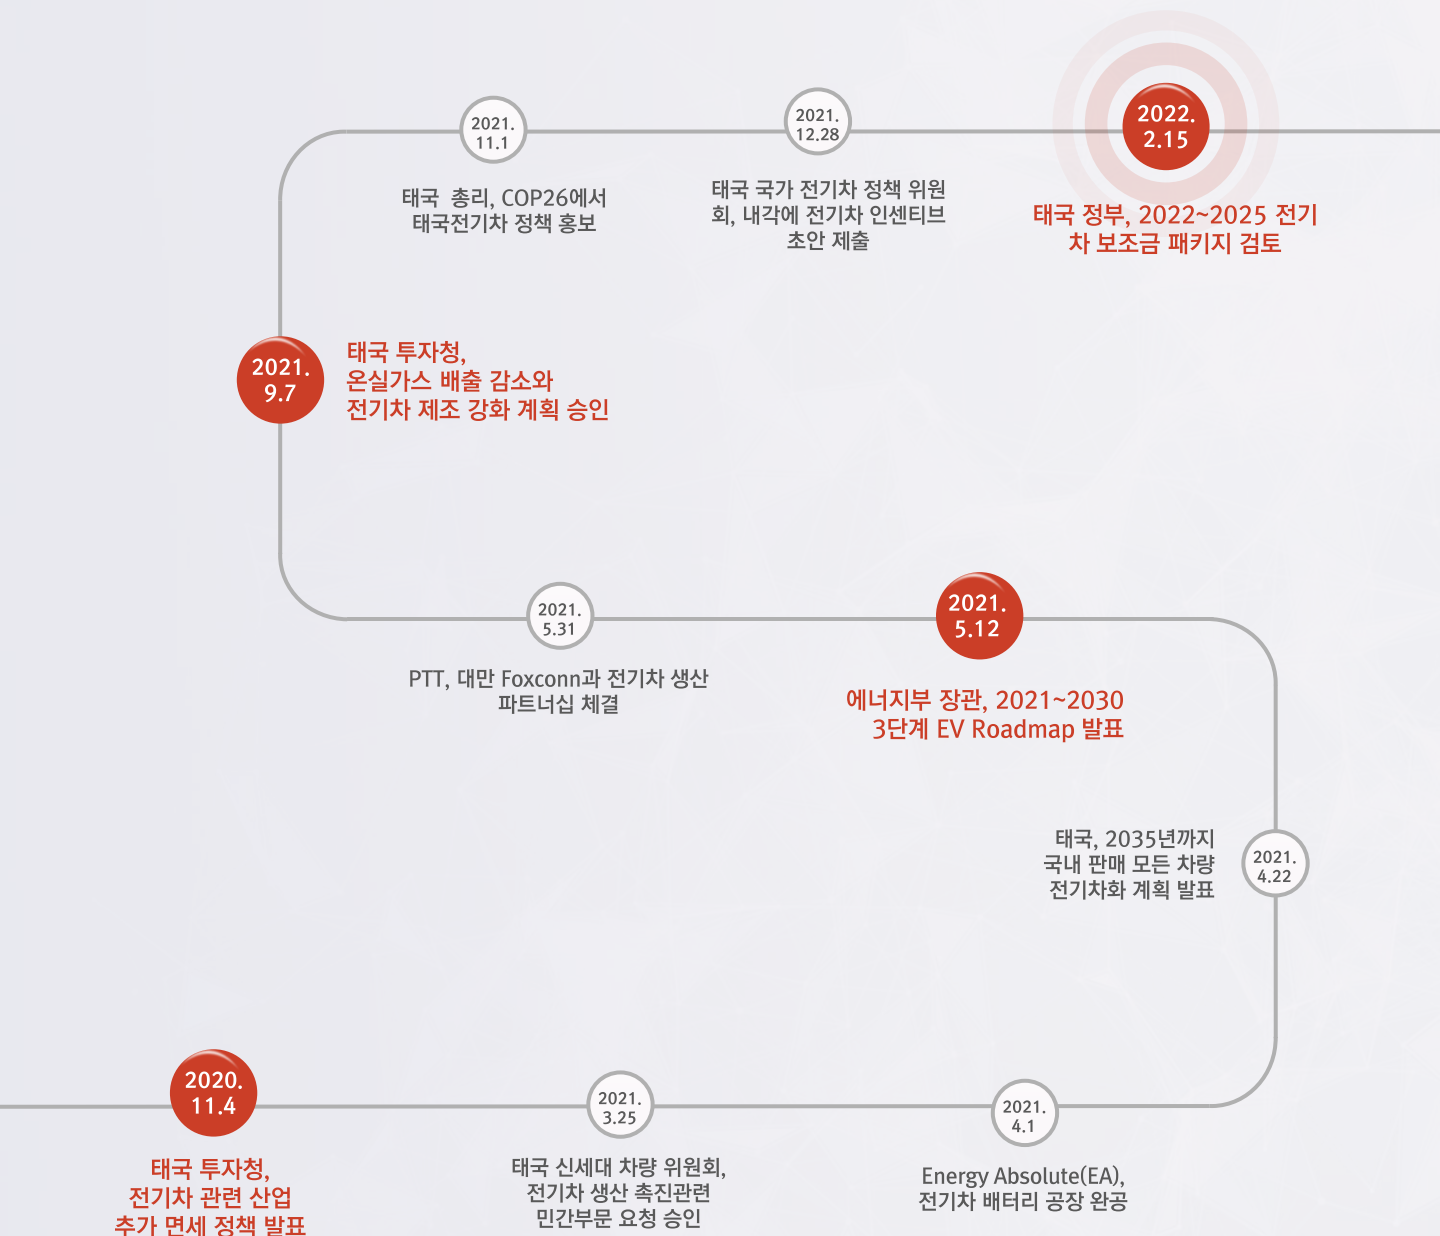 2021.
11.1
태국 총리, COP26에서
태국전기차 정책 홍보
2021.
12.28
태국 국가 전기차 정책 위원
회, 내각에 전기차 인센티브
초안 제출
2022.
2.15
태국 정부, 2022~2025 전기
차 보조금 패키지 검토
2021.
9.7
태국 투자청,
온실가스 배출 감소와
전기차 제조 강화 계획 승인
2021.
5.31
PTT, 대만 Foxconn과 전기차 생산
파트너십 체결
2021.
5.12
에너지부 장관, 2021~2030
3단계 EV Roadmap 발표
태국, 2035년까지
국내 판매 모든 차량
전기차화 계획 발표
2021.
4.22
2020.
11.4
태국 투자청,
전기차 관련 산업
추가 면세 정책 발표
2021.
3.25
태국 신세대 차량 위원회,
전기차 생산 촉진관련
민간부문 요청 승인
2021.
4.1
Energy Absolute(EA),
전기차 배터리 공장 완공